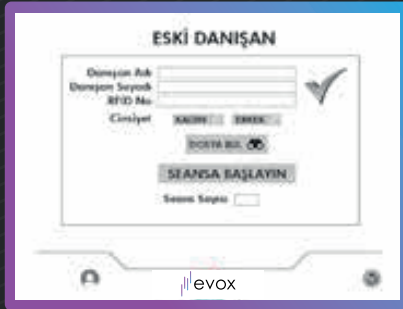 ESKİ DANIŞAN
Danışan Adı
Danışan Soyadı
RFID No
Cinsiyet KADIN ERKEK
DOSYA BUL
SEANSA BAŞLAYIN
Seans Sayısı
evox